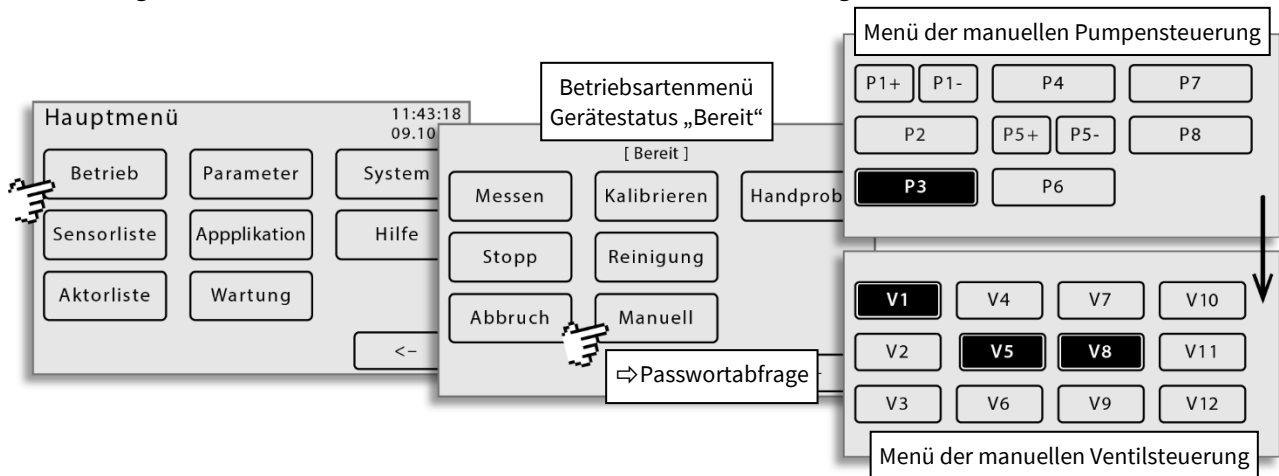 Hauptmenü
11:43:18
09.10
Betrieb
Parameter
System
Sensorliste
Appplikation
Hilfe
Aktorliste
Wartung
<-
Betriebsartenmenü
Gerätestatus „Bereit“
[ Bereit ]
Messen
Kalibrieren
Handprob
Stopp
Reinigung
Abbruch
Manuell
⇨Passwortabfrage
Menü der manuellen Pumpensteuerung
P1+ P1- P4 P7
P2 P5+ P5- P8
P3 P6
V1 V4 V7 V10
V2 V5 V8 V11
V3 V6 V9 V12
Menü der manuellen Ventilsteuerung